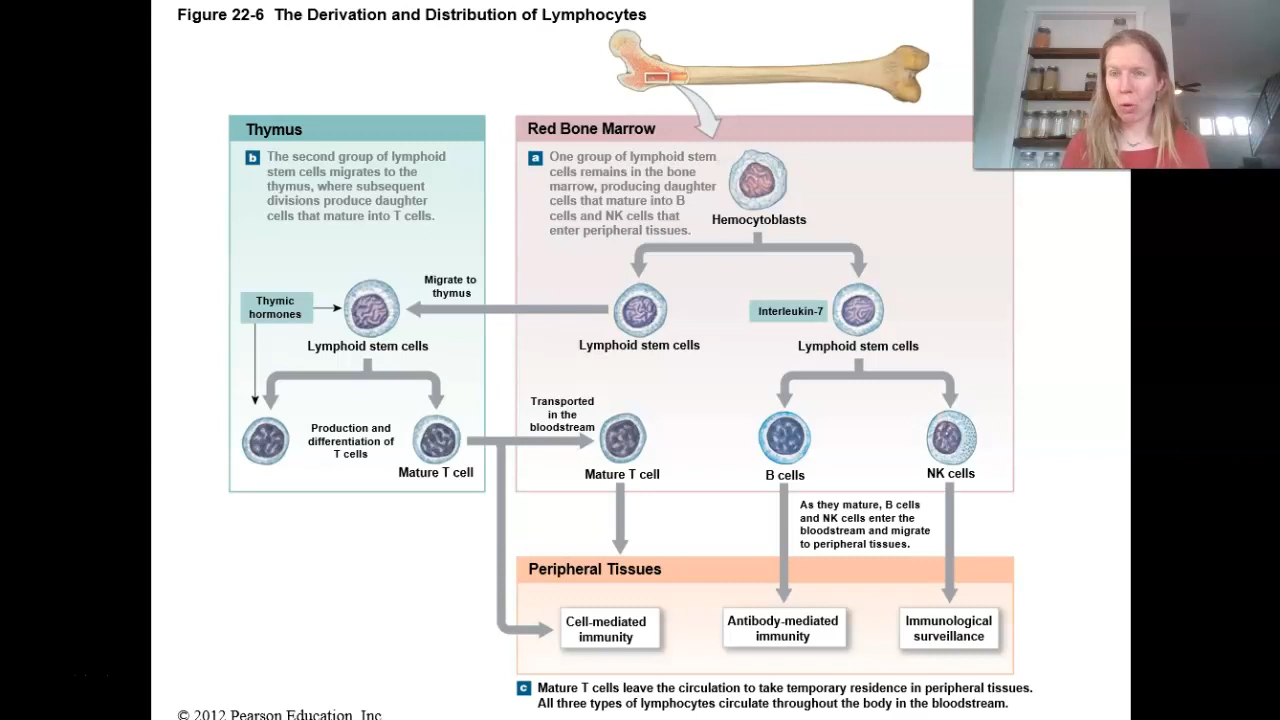 Figure 22-6 The Derivation and Distribution of Lymphocytes
Thymus
b The second group of lymphoid
stem cells migrates to the
thymus, where subsequent
divisions produce daughter
cells that mature into T cells.
Red Bone Marrow
a One group of lymphoid stem
cells remains in the bone
marrow, producing daughter
cells that mature into B
cells and NK cells that
enter peripheral tissues.
Hemocytoblasts
Migrate to
thymus
Thymic
hormones
Interleukin-7
Lymphoid stem cells
Lymphoid stem cells
Lymphoid stem cells
Production and
differentiation of
T cells
Mature T cell
Transported
in the
bloodstream
Mature T cell
B cells
NK cells
As they mature, B cells
and NK cells enter the
bloodstream and migrate
to peripheral tissues.
Peripheral Tissues
Cell-mediated
immunity
Antibody-mediated
immunity
Immunological
surveillance
c Mature T cells leave the circulation to take temporary residence in peripheral tissues.
All three types of lymphocytes circulate throughout the body in the bloodstream.
© 2012 Pearson Education, Inc